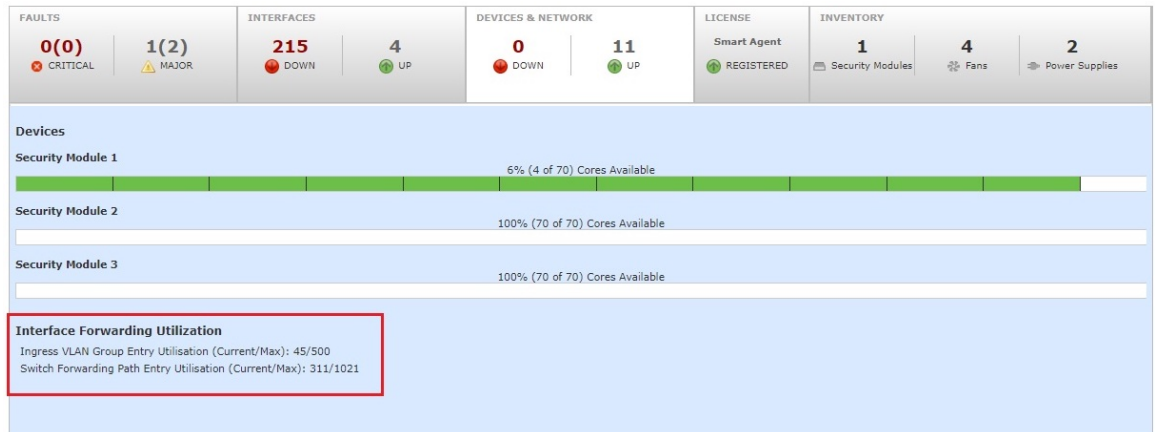 FAULTS
0(0)
CRITICAL
1(2)
MAJOR
INTERFACES
215
DOWN
4
UP
DEVICES & NETWORK
0
DOWN
11
UP
LICENSE
Smart Agent
REGISTERED
INVENTORY
1
Security Modules
4
Fans
2
Power Supplies
Devices
Security Module 1
6% (4 of 70) Cores Available
Security Module 2
100% (70 of 70) Cores Available
Security Module 3
100% (70 of 70) Cores Available
Interface Forwarding Utilization
Ingress VLAN Group Entry Utilisation (Current/Max): 45/500
Switch Forwarding Path Entry Utilisation (Current/Max): 311/1021